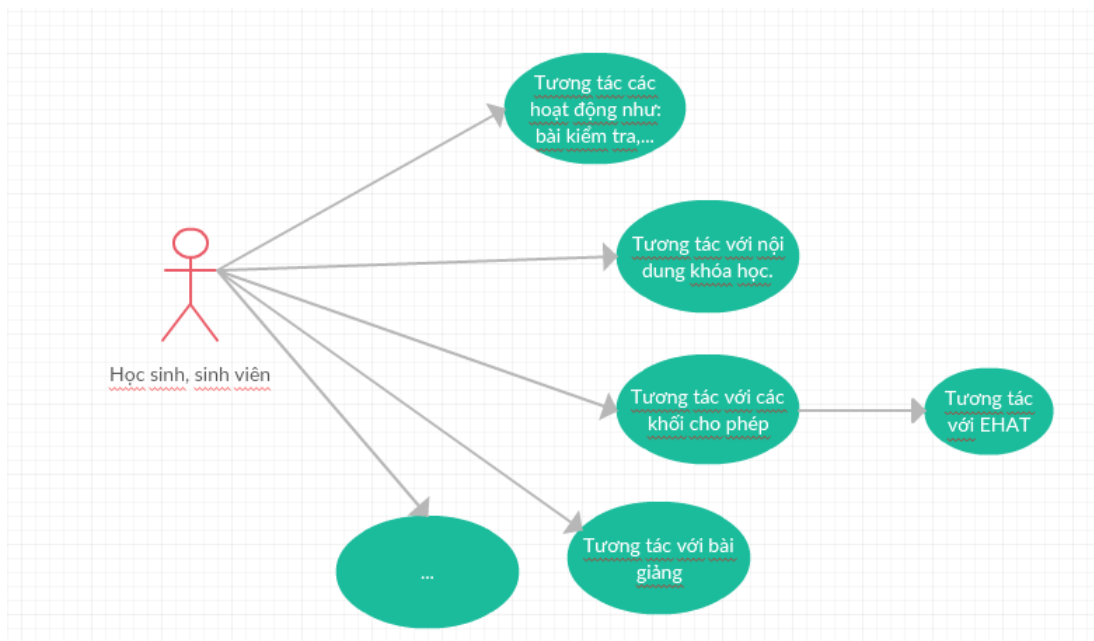 Tương tác các
hoạt động như:
bài kiểm tra,...
Tương tác với nội
dung khóa học.
Học sinh, sinh viên
Tương tác với các
khối cho phép
Tương tác
với EHAT
Tương tác với bài
giảng
...